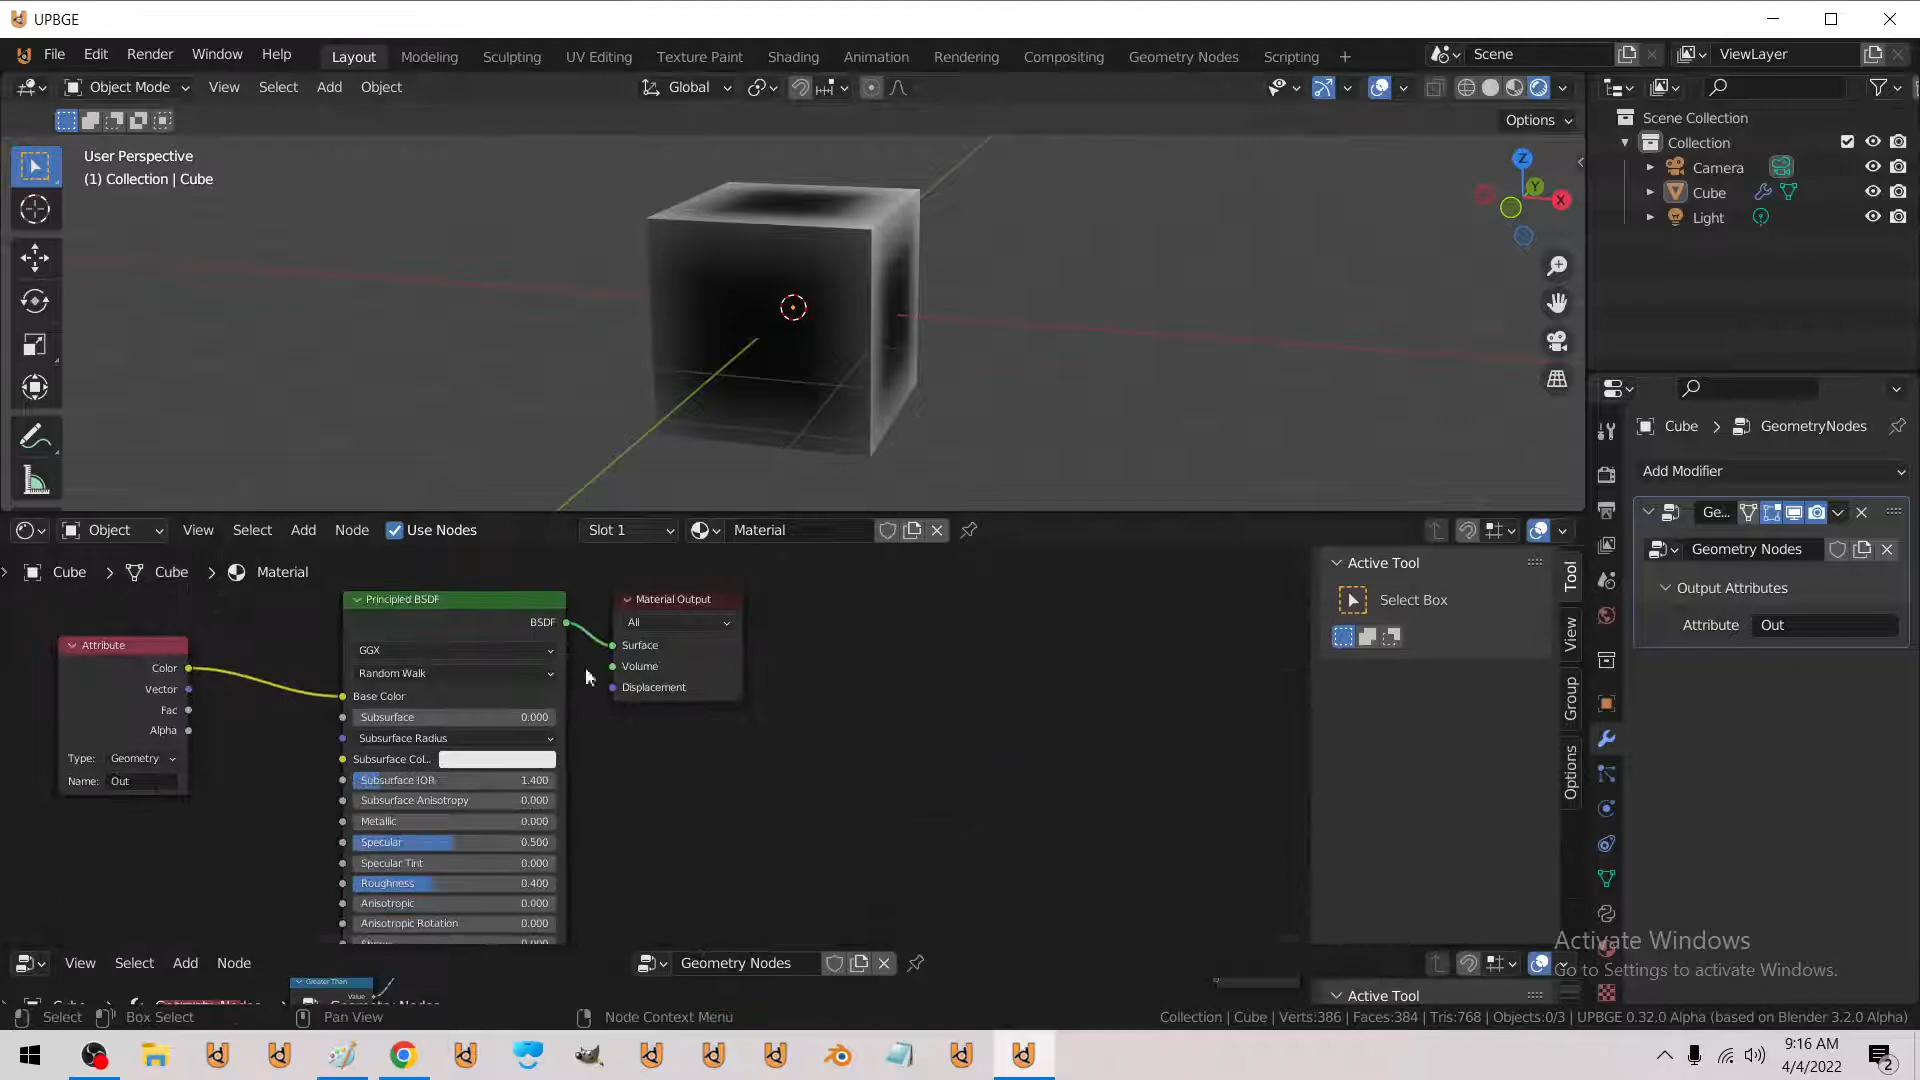 UPBGE
File Edit Render Window Help Layout Modeling Sculpting UV Editing Texture Paint Shading Animation Rendering Compositing Geometry Nodes Scripting + Scene ViewLayer
Object Mode View Select Add Object Global
Options
User Perspective
(1) Collection | Cube
Z
Y
X
Scene Collection
Collection
Camera
Cube
Light
Cube > GeometryNodes
Add Modifier
Ge...
Geometry Nodes
Output Attributes
Attribute Out
Object View Select Add Node Use Nodes Slot 1 Material
Cube > Cube > Material
Attribute
Color
Vector
Fac
Alpha
Type: Geometry
Name: Out
Principled BSDF
BSDF
GGX
Random Walk
Base Color
Subsurface 0.000
Subsurface Radius
Subsurface Col...
Subsurface IOR 1.400
Subsurface Anisotropy 0.000
Metallic 0.000
Specular 0.500
Specular Tint 0.000
Roughness 0.400
Anisotropic 0.000
Anisotropic Rotation 0.000
Material Output
All
Surface
Volume
Displacement
Active Tool
Select Box
Tool
View
Group
Options
View Select Add Node Geometry Nodes
Greater Than
Value
Active Tool
Activate Windows
Go to Settings to activate Windows.
Select Box Select Pan View Node Context Menu Collection | Cube | Verts:386 | Faces:384 | Tris:768 | Objects:0/3 | UPBGE 0.32.0 Alpha (based on Blender 3.2.0 Alpha)
9:16 AM
4/4/2022
2